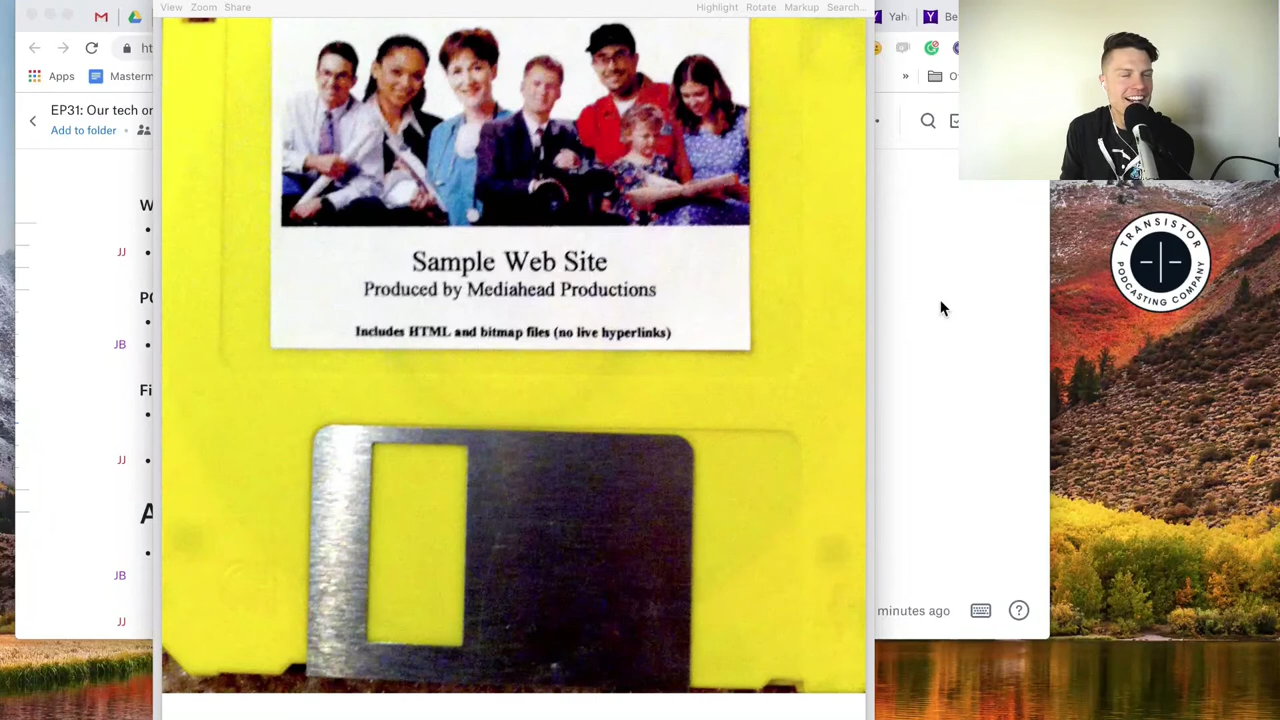 View Zoom Share Highlight Rotate Markup Search...
Yah
Be
Apps
Masterm
EP31: Our tech or
Add to folder
W
JJ
JB
Fi
JJ
A
JB
JJ
Sample Web Site
Produced by Mediahead Productions
Includes HTML and bitmap files (no live hyperlinks)
minutes ago
TRANSISTOR
PODCASTING COMPANY